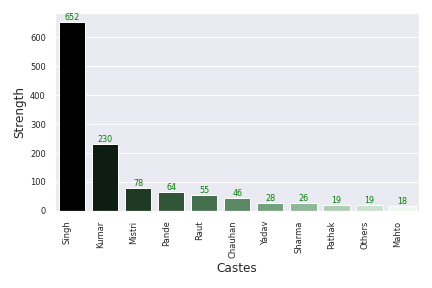 652
600
500
400
300
230
200
100
78
64
55
46
28
26
19
19
18
0
Strength
Singh
Kumar
Mistri
Pande
Raut
Chauhan
Yadav
Sharma
Pathak
Others
Mahto
Castes